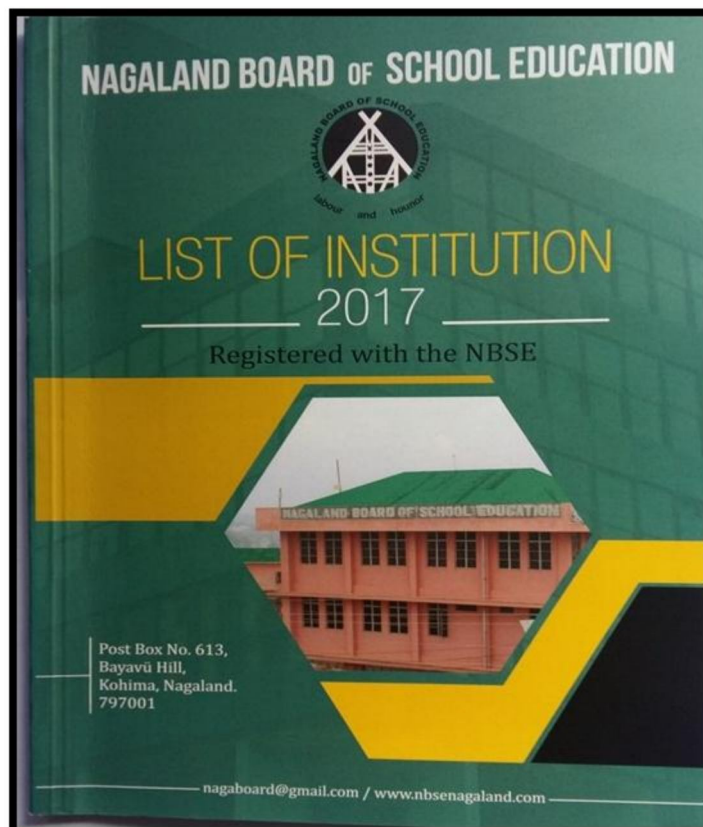 NAGALAND BOARD OF SCHOOL EDUCATION
NAGALAND BOARD OF SCHOOL EDUCATION
labour and hounor
LIST OF INSTITUTION
2017
Registered with the NBSE
NAGALAND BOARD OF SCHOOL EDUCATION
Post Box No. 613,
Bayavü Hill,
Kohima, Nagaland.
797001
nagaboard@gmail.com / www.nbsenagaland.com